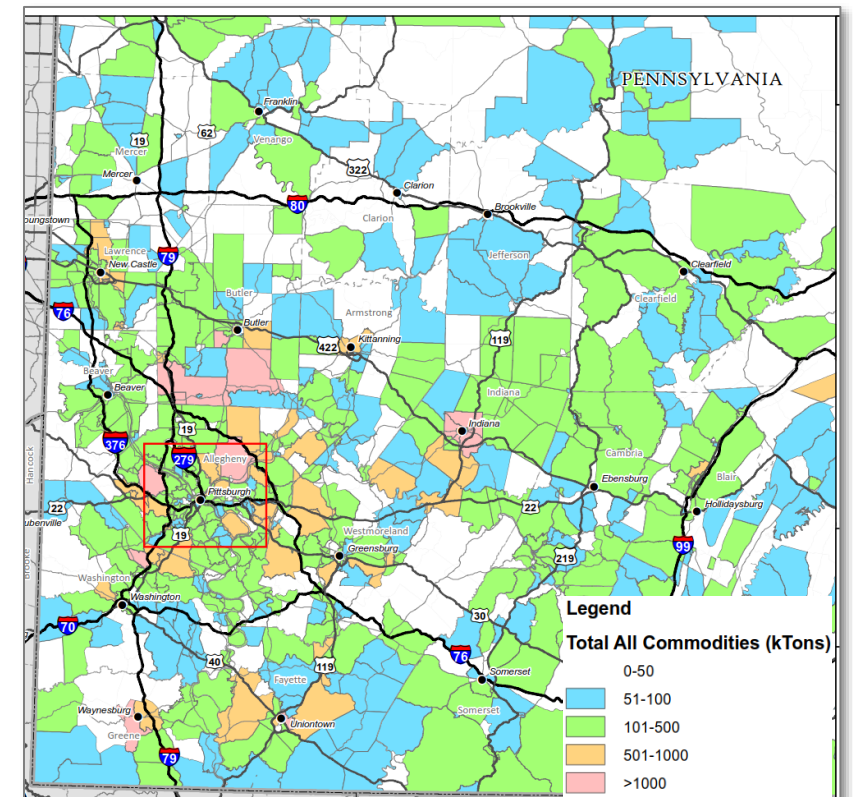 PENNSYLVANIA
Franklin
62
Venango
19
Mercer
Mercer
322
Clarion
80
Brookville
oungstown
Clarion
Lawrence
79
Jefferson
New Castle
Clearfield
Butler
Clearfield
76
Armstrong
Butler
119
422
Kittanning
Beaver
Beaver
Indiana
19
Indiana
376
279
Allegheny
Cambria
Hancock
Pittsburgh
Ebensburg
Blair
22
22
Hollidaysburg
ubenville
19
Westmoreland
Greensburg
99
219
Brooke
Washington
Washington
70
30
40
119
76
Fayette
Somerset
Waynesburg
Uniontown
Somerset
Greene
79
Legend
Total All Commodities (kTons)
0-50
51-100
101-500
501-1000
>1000